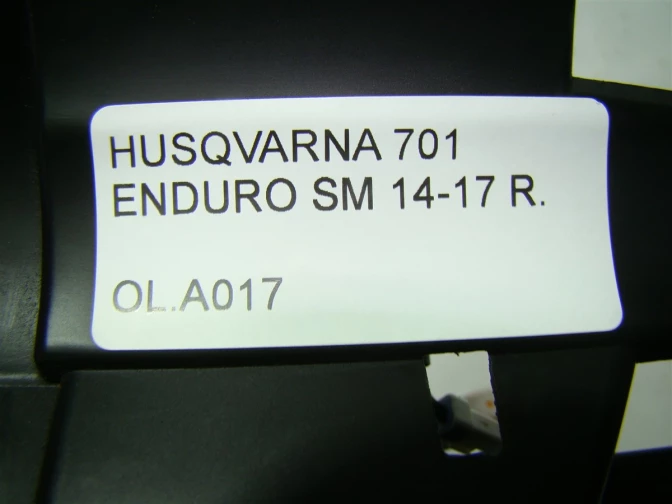 HUSQVARNA 701
ENDURO SM 14-17 R.
OL.A017